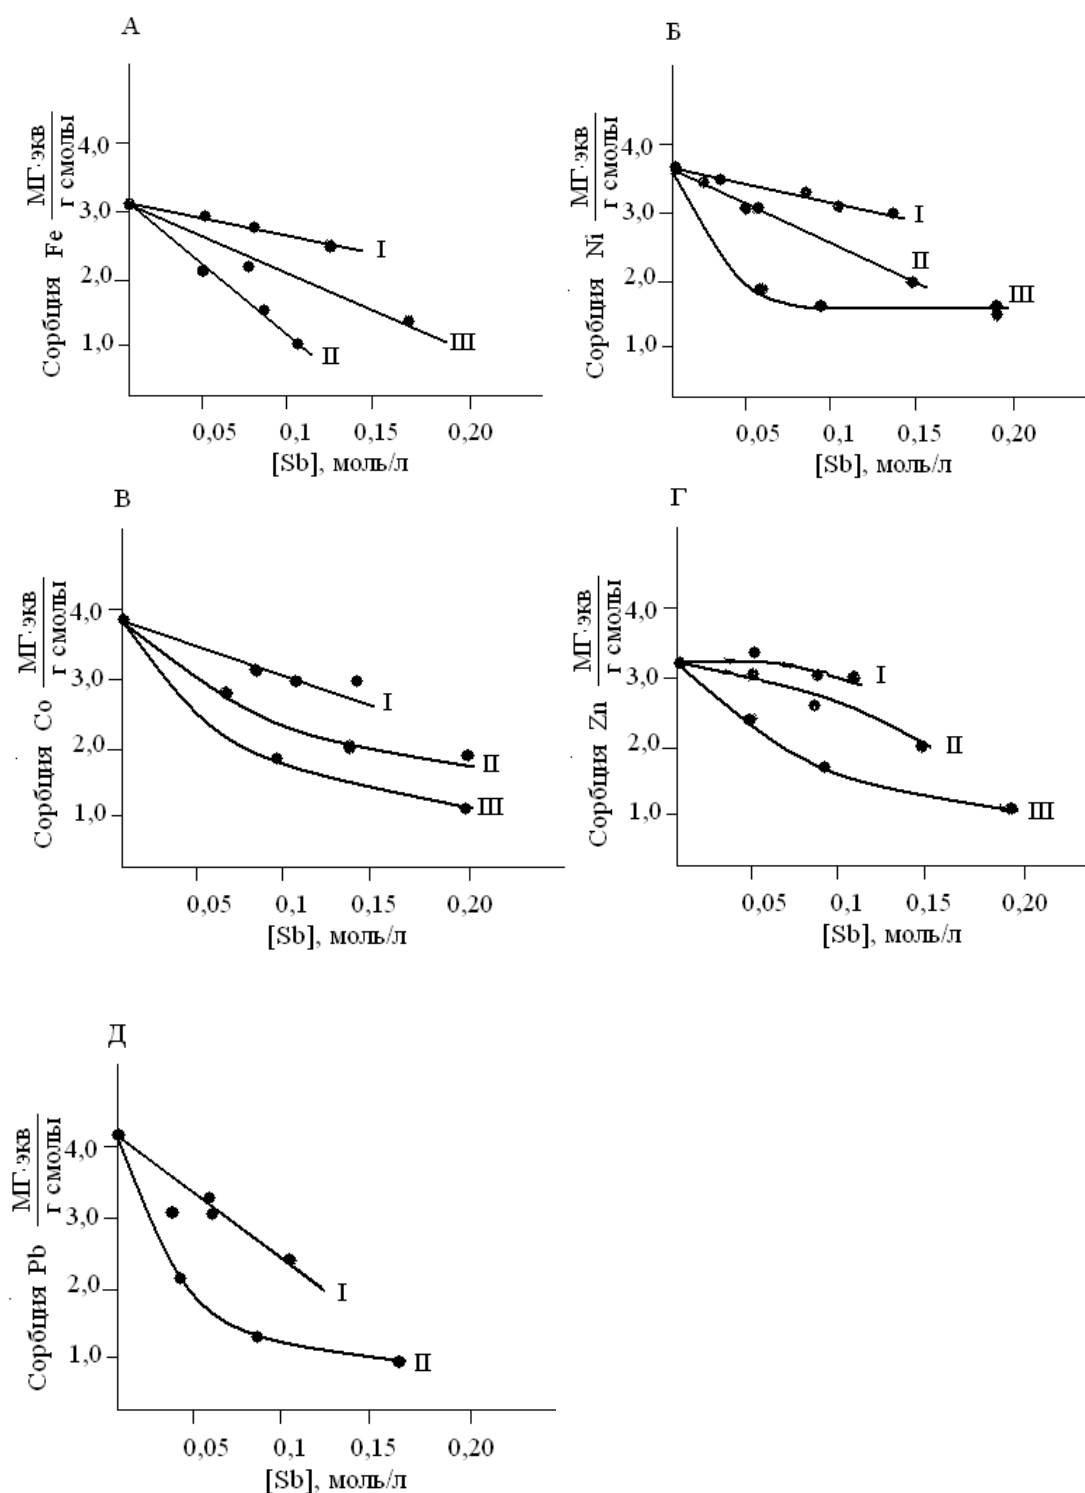 А
Сорбция Fe МГ·экв
г смолы
4,0
3,0
2,0
1,0
I
III
II
0,05 0,1 0,15 0,20
[Sb], моль/л
Б
Сорбция Ni МГ·экв
г смолы
4,0
3,0
2,0
1,0
I
II
III
0,05 0,1 0,15 0,20
[Sb], моль/л
В
Сорбция Co МГ·экв
г смолы
4,0
3,0
2,0
1,0
I
II
III
0,05 0,1 0,15 0,20
[Sb], моль/л
Г
Сорбция Zn МГ·экв
г смолы
4,0
3,0
2,0
1,0
I
II
III
0,05 0,1 0,15 0,20
[Sb], моль/л
Д
Сорбция Pb МГ·экв
г смолы
4,0
3,0
2,0
1,0
I
II
0,05 0,1 0,15 0,20
[Sb], моль/л